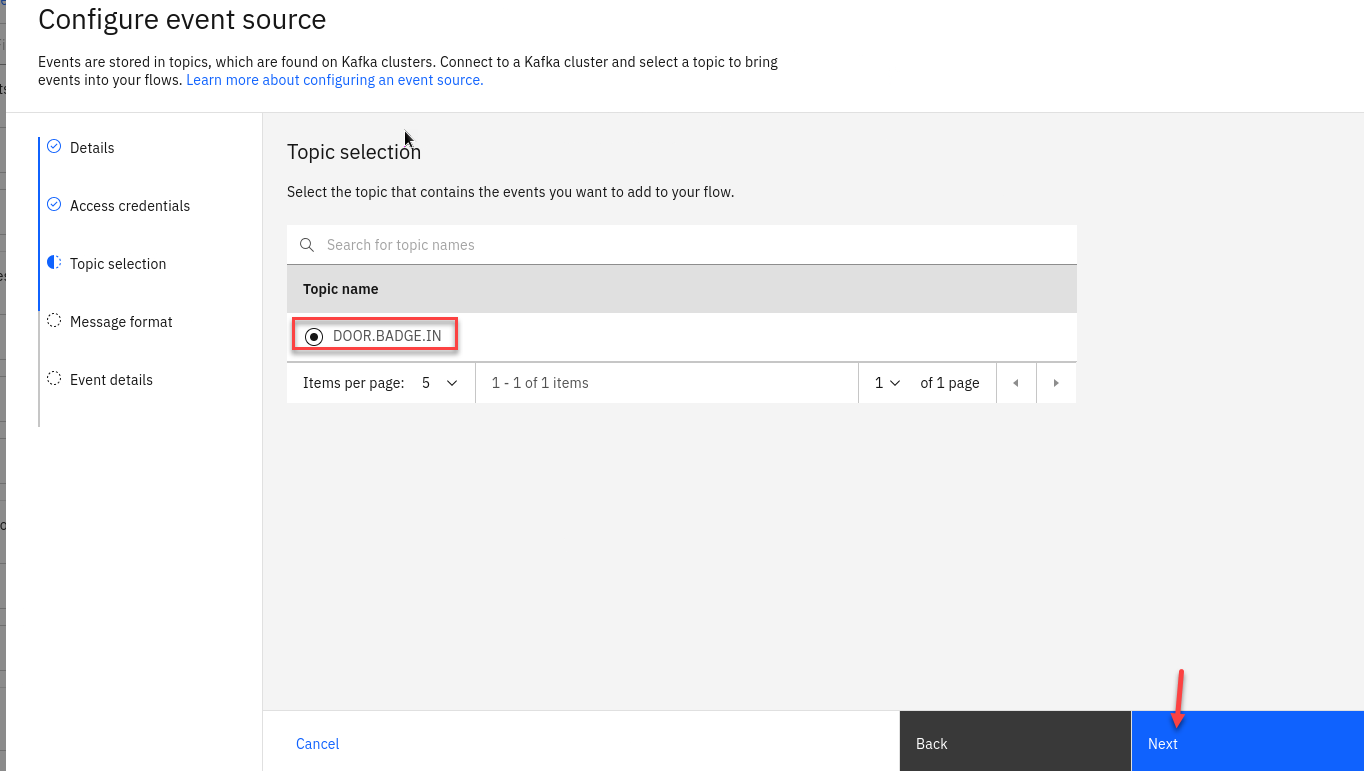 Configure event source
Events are stored in topics, which are found on Kafka clusters. Connect to a Kafka cluster and select a topic to bring
events into your flows. Learn more about configuring an event source.
Details
Access credentials
Topic selection
Message format
Event details
Topic selection
Select the topic that contains the events you want to add to your flow.
Search for topic names
Topic name
DOOR.BADGE.IN
Items per page: 5 1 - 1 of 1 items 1 of 1 page
Cancel Back Next